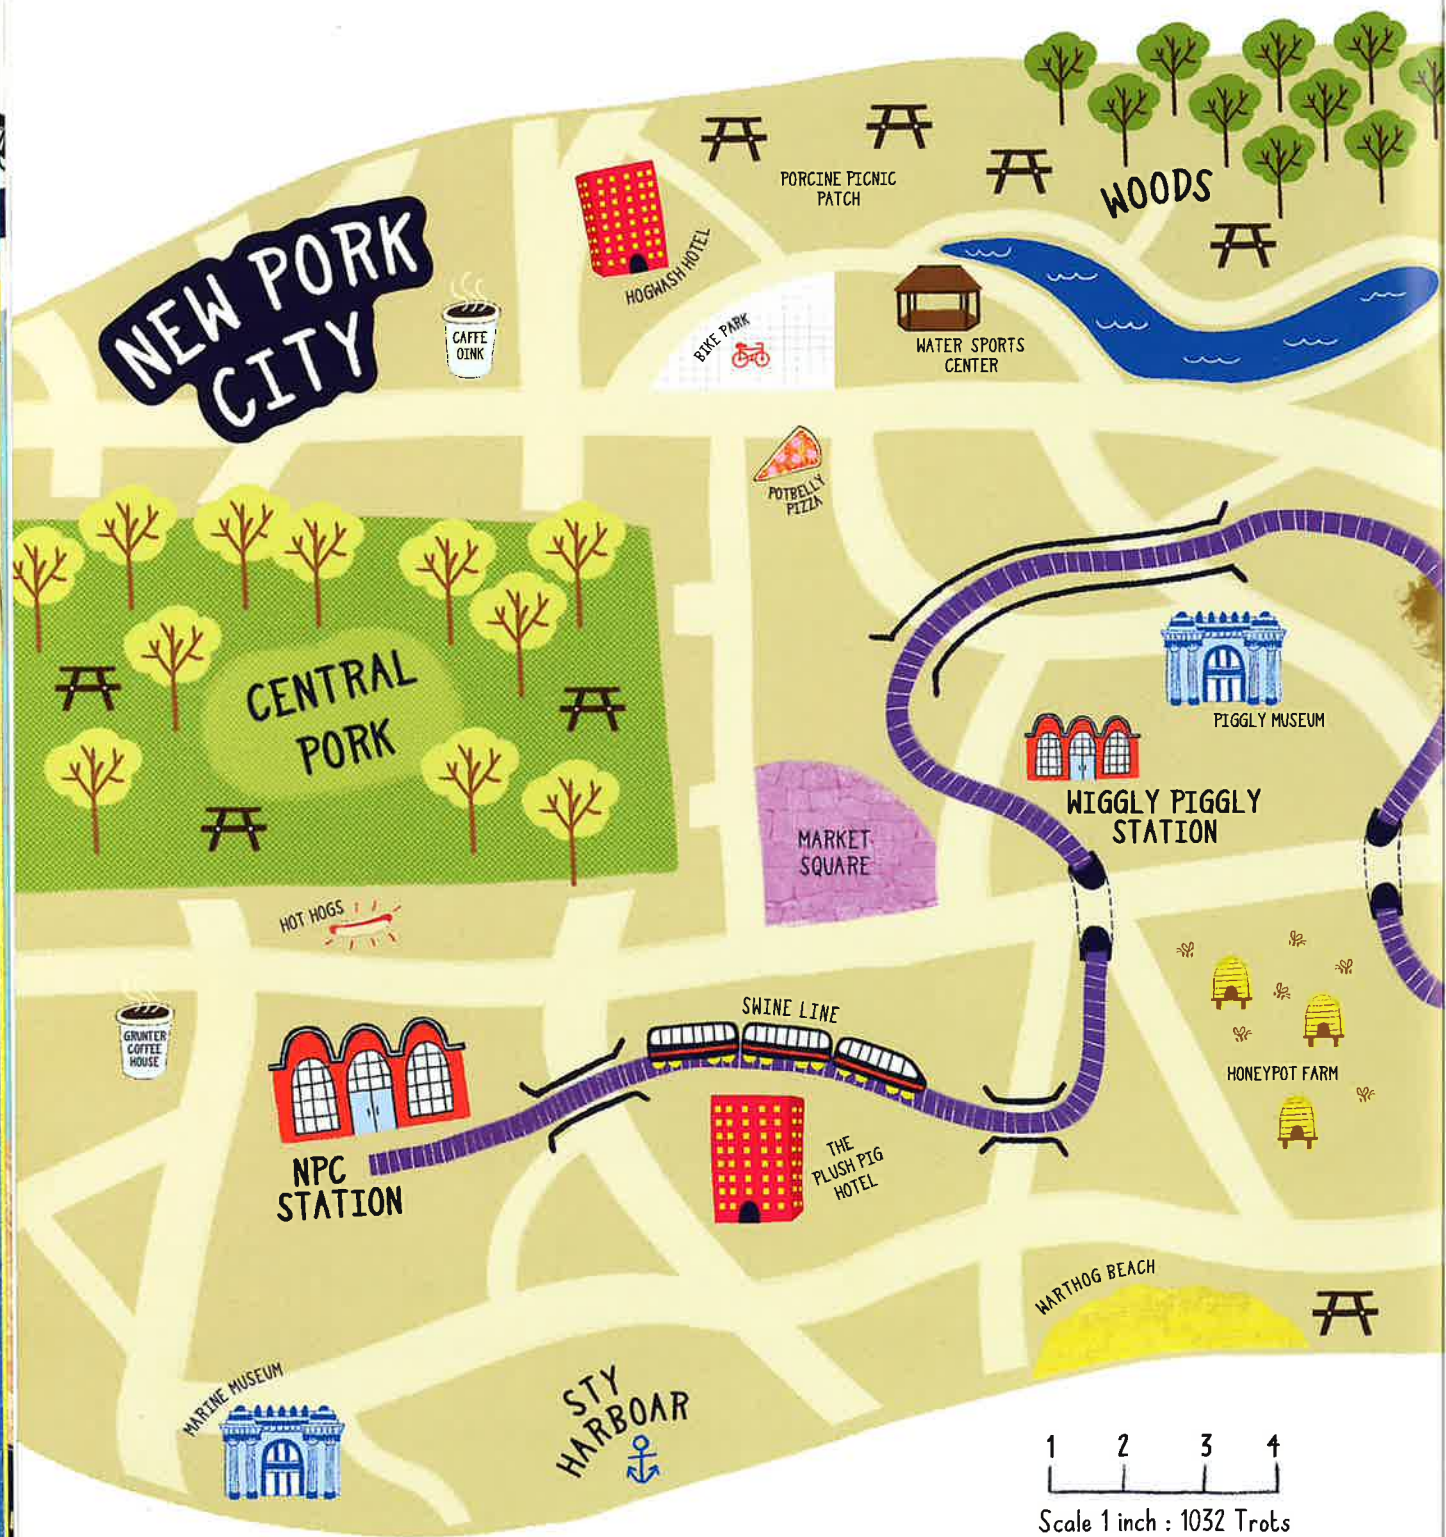 NEW PORK
CITY
CAFFE
OINK
HOGWASH HOTEL
PORCINE PICNIC
PATCH
WOODS
BIKE PARK
WATER SPORTS
CENTER
POTBELLY
PIZZA
CENTRAL
PORK
PIGGLY MUSEUM
WIGGLY PIGGLY
STATION
MARKET
SQUARE
HOT HOGS
GRUNTER
COFFEE
HOUSE
SWINE LINE
NPC
STATION
THE
PLUSH PIG
HOTEL
HONEYPOT FARM
WARTHOG BEACH
MARINE MUSEUM
STY
HARBOAR
1 2 3 4
Scale 1 inch : 1032 Trots